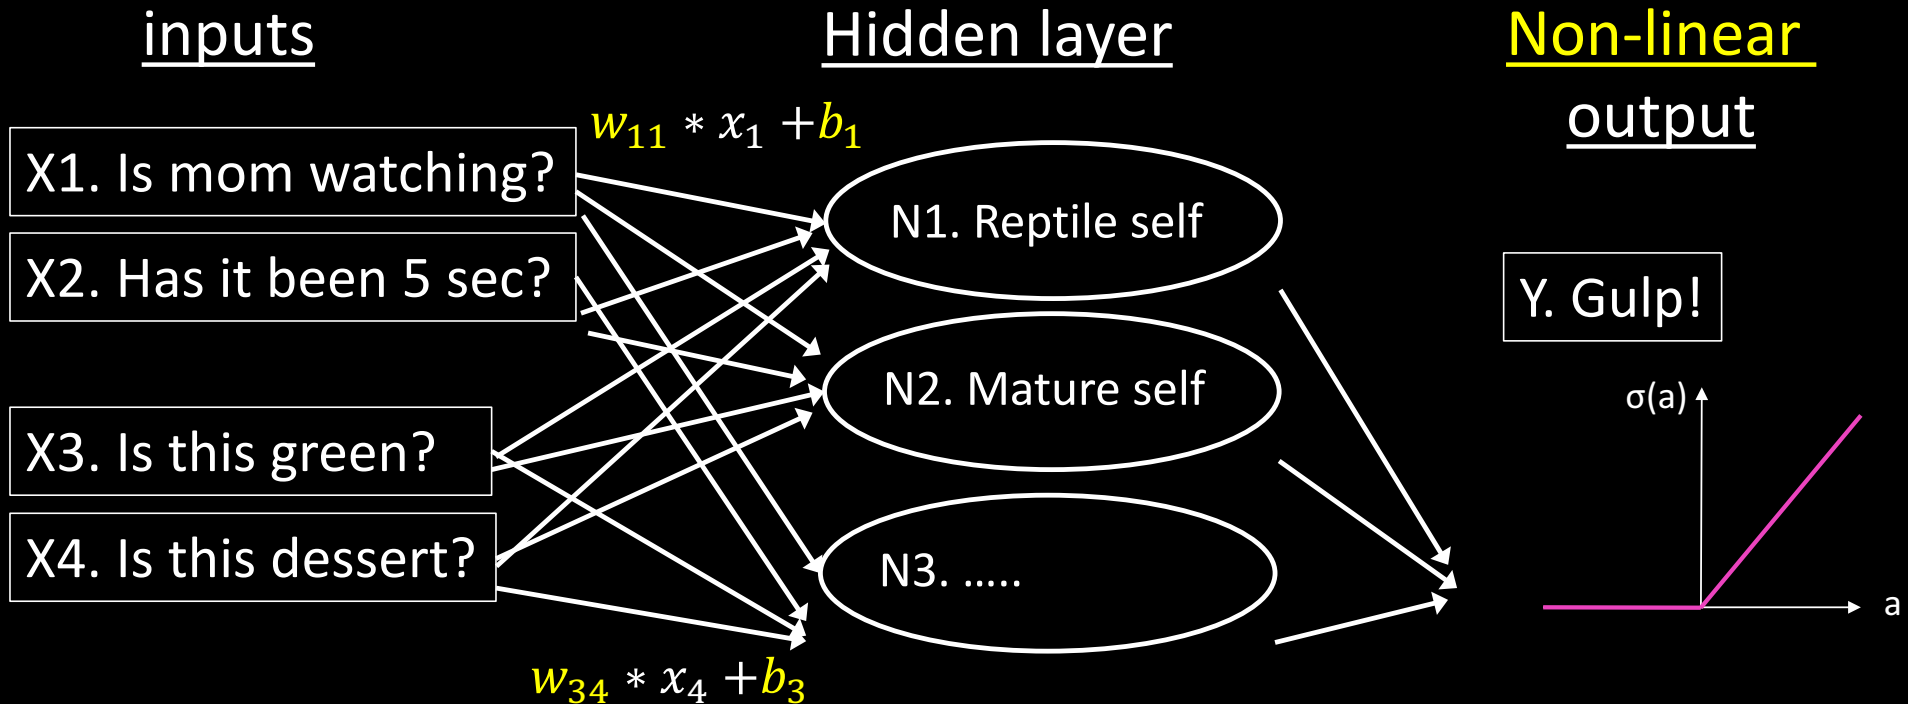 inputs
Hidden layer
Non-linear
output
w₁₁ * x₁ +b₁
X1. Is mom watching?
X2. Has it been 5 sec?
X3. Is this green?
X4. Is this dessert?
w₃₄ * x₄ +b₃
N1. Reptile self
N2. Mature self
N3. .....
Y. Gulp!
σ(a)
a